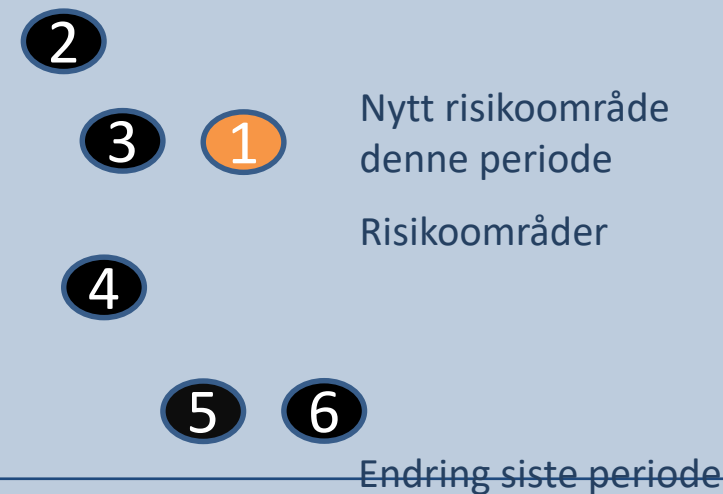 2
3 1 Nytt risikoområde
denne periode
Risikoområder
4
5 6
Endring siste periode